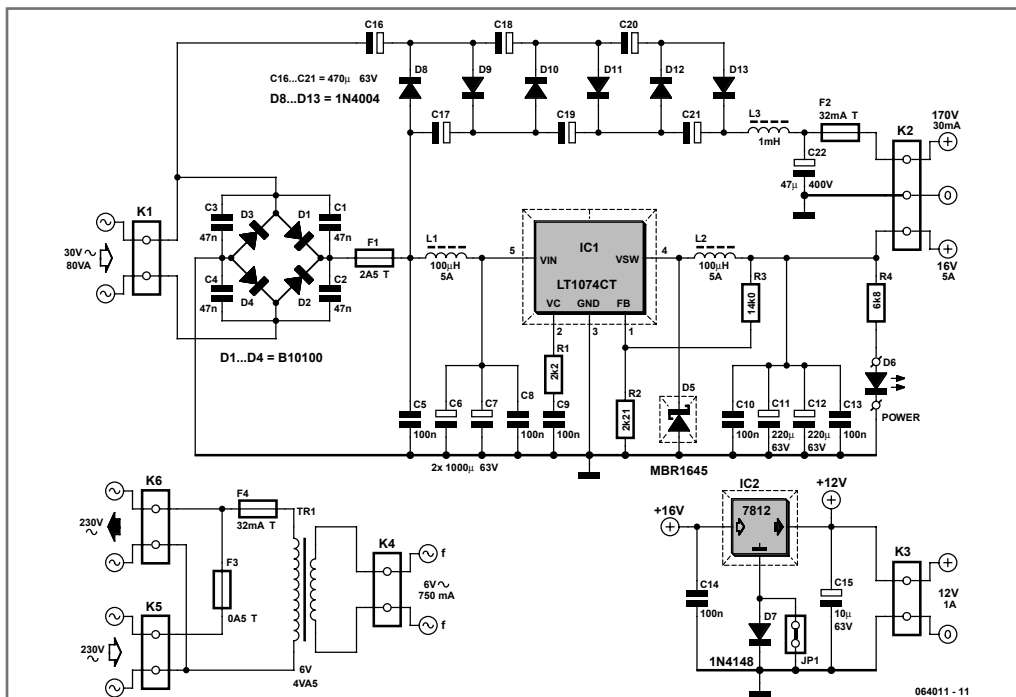 C16
C18
C20
C16...C21 = 470µ 63V
D8...D13 = 1N4004
D8
D9
D10
D11
D12
D13
C17
C19
C21
L3
1mH
F2
32mA T
C22
47µ 400V
K2
170V
30mA
+
0
+
16V
5A
K1
30V ~
80VA
C3
47n
D3
D1
C1
47n
C4
47n
D4
D2
C2
47n
D1...D4 = B10100
F1
2A5 T
L1
100µH
5A
5
VIN
IC1
VSW
LT1074CT
VC GND FB
4
2
3
1
L2
100µH
5A
R3
14k0
R4
6k8
R1
2k2
R2
2k21
D5
MBR1645
D6
POWER
C5
100n
C6
C7
2x 1000µ 63V
C8
100n
C9
100n
C10
100n
C11
220µ
63V
C12
220µ
63V
C13
100n
K6
230V
~
F4
32mA T
TR1
F3
0A5 T
K5
230V
~
6V
4VA5
K4
f
6V ~
750 mA
f
IC2
7812
+16V
+
+12V
+
C14
100n
D7
1N4148
JP1
C15
10µ
63V
K3
+
12V
1A
0
064011 - 11